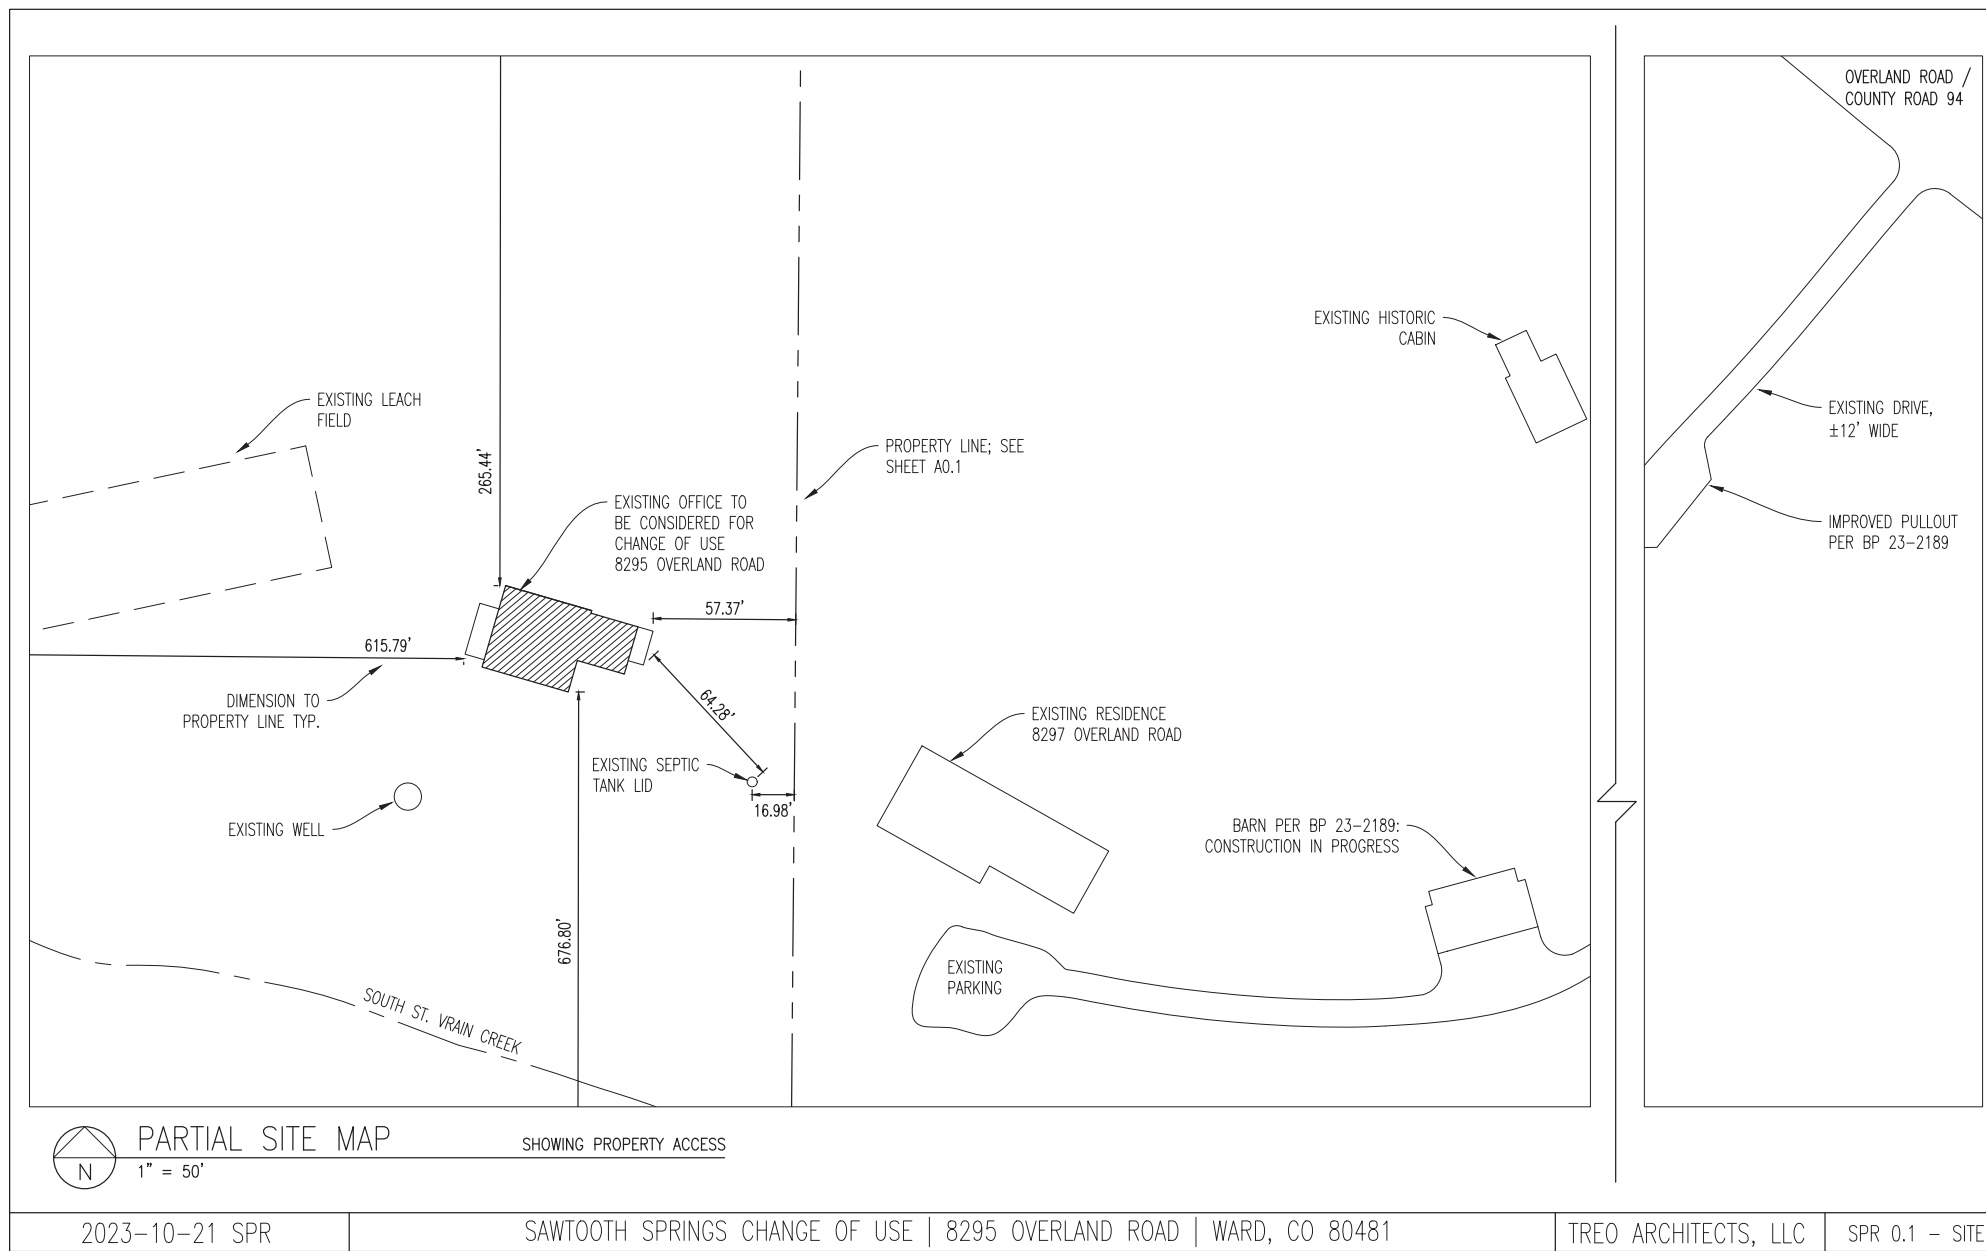 OVERLAND ROAD /
COUNTY ROAD 94
EXISTING HISTORIC
CABIN
EXISTING LEACH
FIELD
EXISTING DRIVE,
±12' WIDE
PROPERTY LINE; SEE
SHEET A0.1
265.44'
EXISTING OFFICE TO
BE CONSIDERED FOR
CHANGE OF USE
8295 OVERLAND ROAD
IMPROVED PULLOUT
PER BP 23-2189
57.37'
615.79'
DIMENSION TO
PROPERTY LINE TYP.
64.28'
EXISTING RESIDENCE
8297 OVERLAND ROAD
EXISTING SEPTIC
TANK LID
16.98'
EXISTING WELL
BARN PER BP 23-2189:
CONSTRUCTION IN PROGRESS
676.80'
EXISTING
PARKING
SOUTH ST. VRAIN CREEK
N
PARTIAL SITE MAP
SHOWING PROPERTY ACCESS
1" = 50'
2023-10-21 SPR
SAWTOOTH SPRINGS CHANGE OF USE | 8295 OVERLAND ROAD | WARD, CO 80481
TREO ARCHITECTS, LLC
SPR 0.1 - SITE